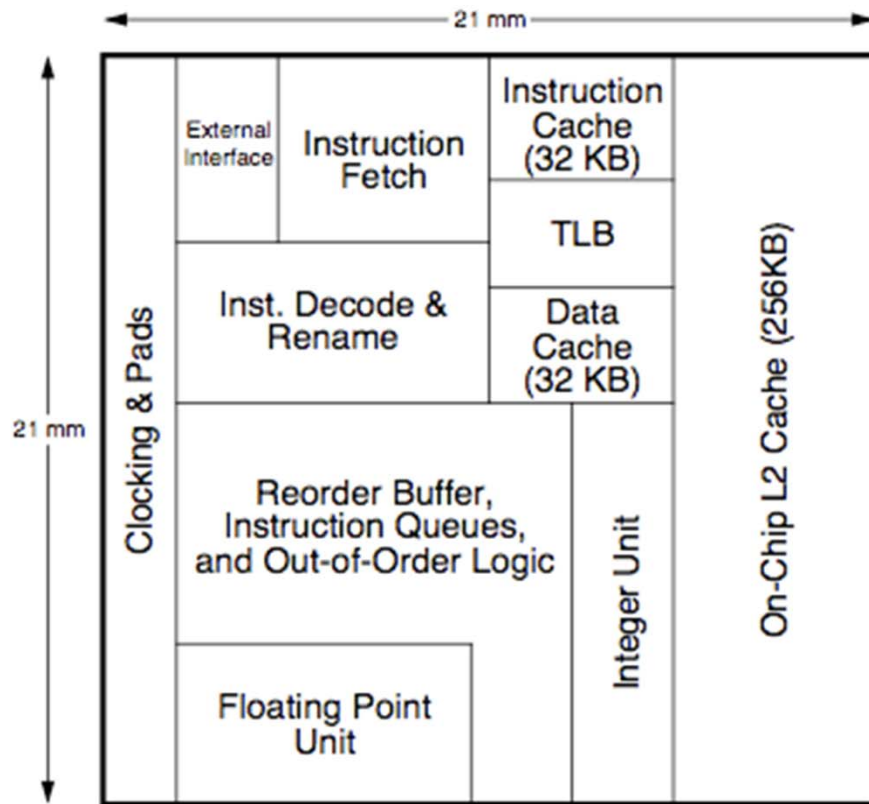 21 mm
External
Interface
Instruction
Fetch
Instruction
Cache
(32 KB)
TLB
Inst. Decode &
Rename
Data
Cache
(32 KB)
Clocking & Pads
21 mm
On-Chip L2 Cache (256KB)
Reorder Buffer,
Instruction Queues,
and Out-of-Order Logic
Integer Unit
Floating Point
Unit